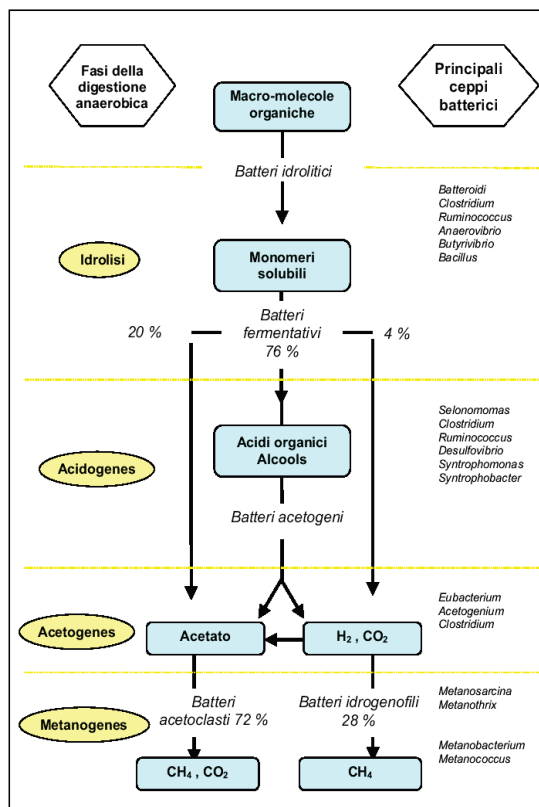 Fasi della
digestione
anaerobica
Macro-molecole
organiche
Principali
ceppi
batterici
Batteri idrolitici
Batteroidi
Clostridium
Ruminococcus
Anaerovibrio
Butyrivibrio
Bacillus
Idrolisi
Monomeri
solubili
20 %
Batteri
fermentativi
76 %
4 %
Acidogenes
Acidi organici
Alcools
Selonomomas
Clostridium
Ruminococcus
Desulfovibrio
Syntrophomonas
Syntrophobacter
Batteri acetogeni
Acetogenes
Acetato
H₂ , CO₂
Eubacterium
Acetogenium
Clostridium
Metanogenes
Batteri
acetoclasti 72 %
Batteri idrogenofili
28 %
Metanosarcina
Metanothrix
Metanobacterium
Metanococcus
CH₄ , CO₂
CH₄